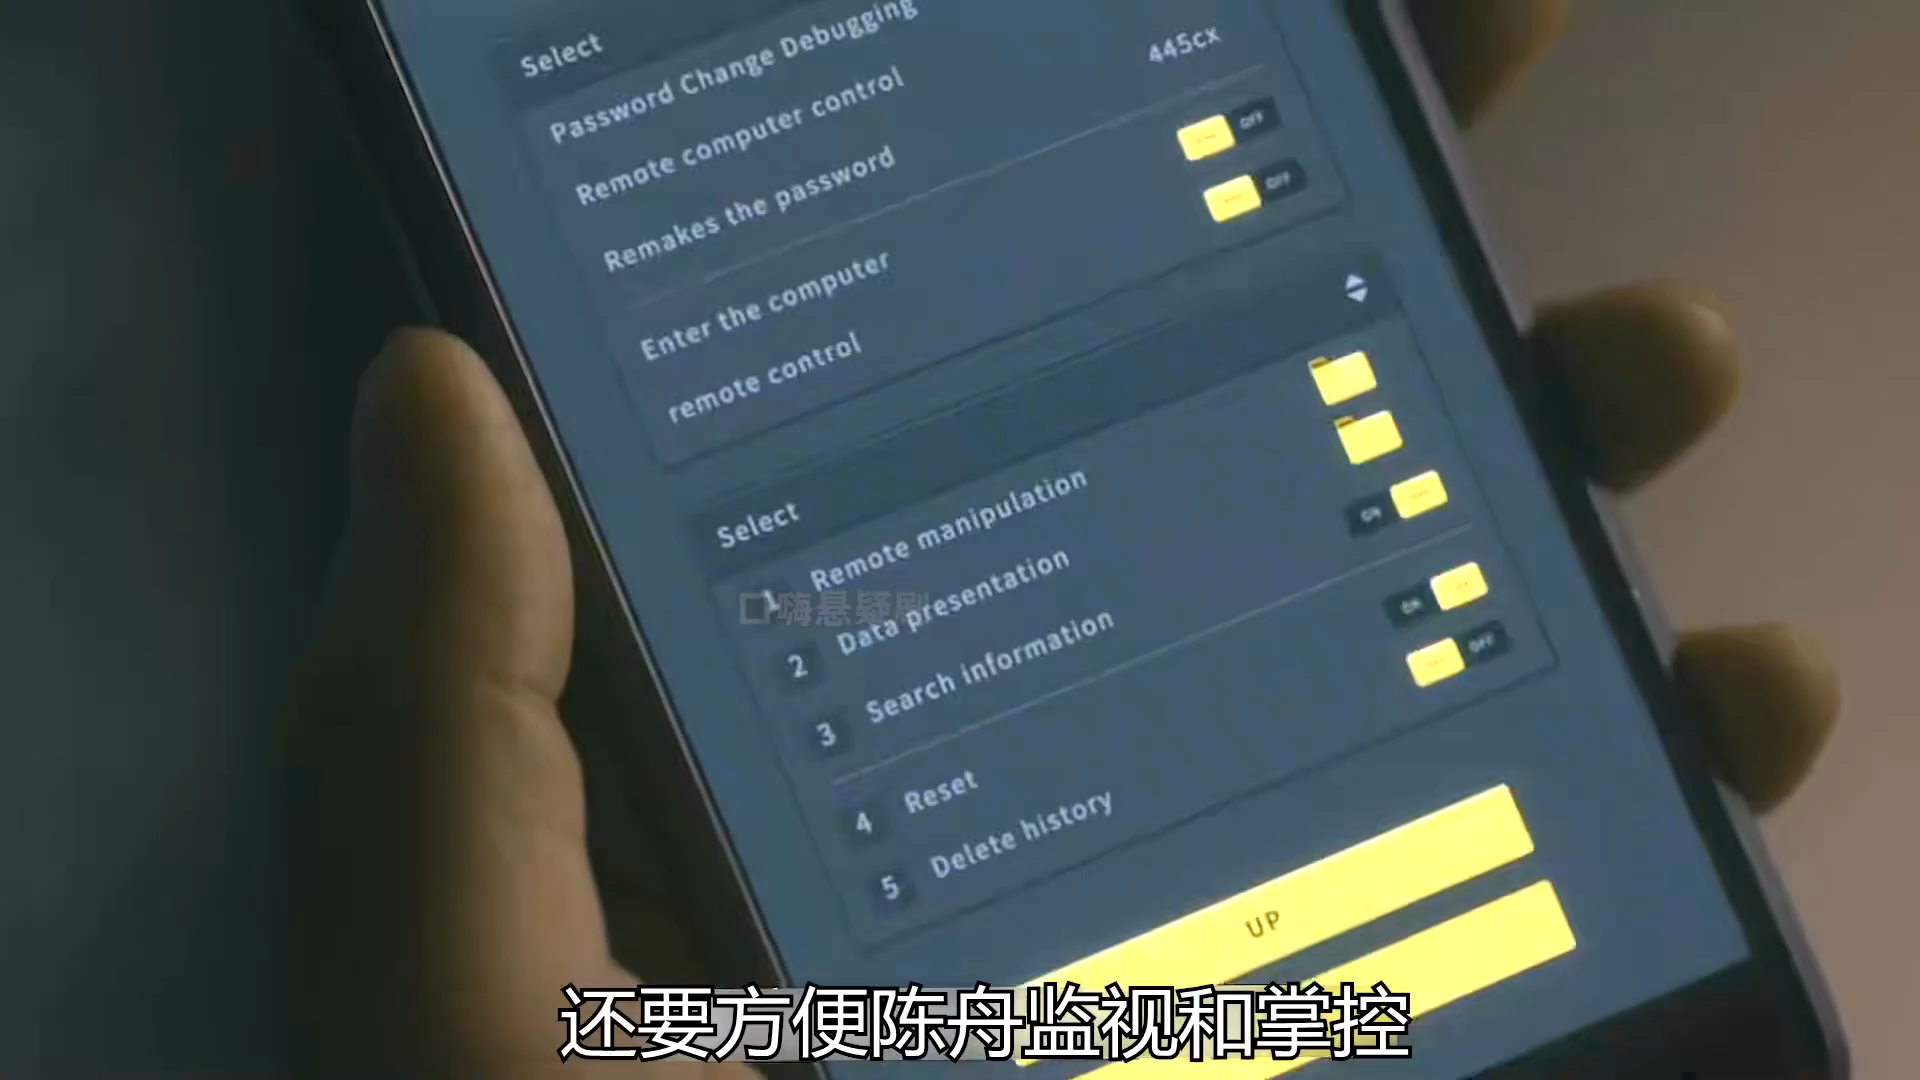 Select
Password Change Debugging
Remote computer control
445cx
Remakes the password
OFF
Enter the computer
OFF
remote control
Select
1 Remote manipulation
2 Data presentation
3 Search information
ON
4 Reset
ON
5 Delete history
OFF
UP
嗨悬疑剧
还要方便陈舟监视和掌控